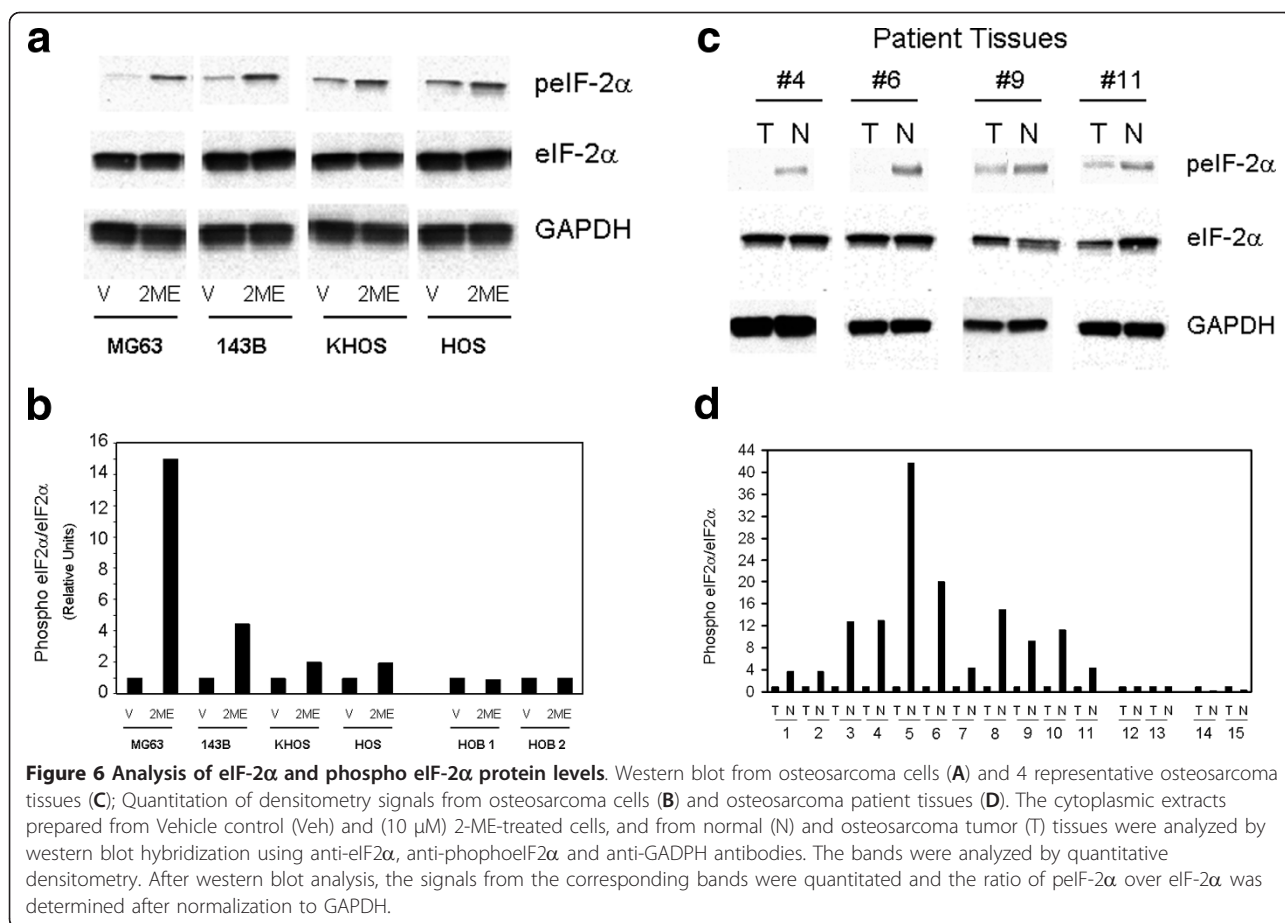 a
peIF-2α
eIF-2α
GAPDH
V 2ME V 2ME V 2ME V 2ME
MG63 143B KHOS HOS
c
Patient Tissues
#4 #6 #9 #11
T N T N T N T N
peIF-2α
eIF-2α
GAPDH
b
Phospho eIF2α/eIF2α
(Relative Units)
16
14
12
10
8
6
4
2
0
V 2ME V 2ME V 2ME V 2ME V 2ME V 2ME
MG63 143B KHOS HOS HOB 1 HOB 2
d
Phospho eIF2α/eIF2α
44
36
40
28
20
12
4
0
T N T N T N T N T N T N T N T N T N T N T N T N T N T N T N
1 2 3 4 5 6 7 8 9 10 11 12 13 14 15
Figure 6 Analysis of eIF-2α and phospho eIF-2α protein levels. Western blot from osteosarcoma cells (A) and 4 representative osteosarcoma
tissues (C); Quantitation of densitometry signals from osteosarcoma cells (B) and osteosarcoma patient tissues (D). The cytoplasmic extracts
prepared from Vehicle control (Veh) and (10 μM) 2-ME-treated cells, and from normal (N) and osteosarcoma tumor (T) tissues were analyzed by
western blot hybridization using anti-eIF2α, anti-phophoeIF2α and anti-GADPH antibodies. The bands were analyzed by quantitative
densitometry. After western blot analysis, the signals from the corresponding bands were quantitated and the ratio of peIF-2α over eIF-2α was
determined after normalization to GAPDH.